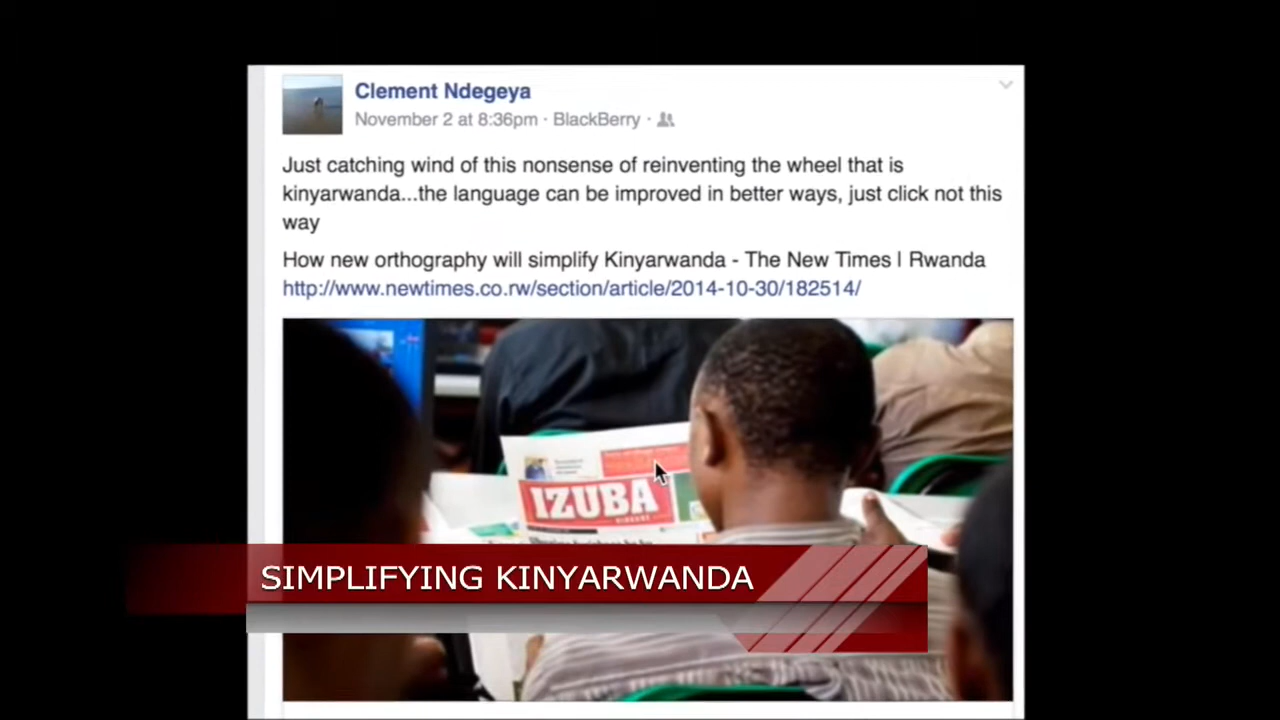 Clement Ndegeya
November 2 at 8:36pm · BlackBerry ·
Just catching wind of this nonsense of reinventing the wheel that is
kinyarwanda...the language can be improved in better ways, just click not this
way
How new orthography will simplify Kinyarwanda - The New Times | Rwanda
http://www.newtimes.co.rw/section/article/2014-10-30/182514/
IZUBA
SIMPLIFYING KINYARWANDA